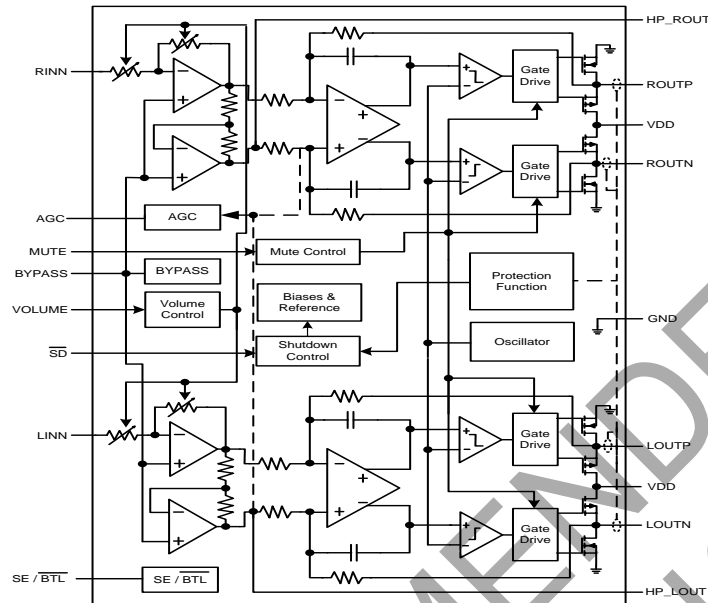 HP_ROUT
RINN
Gate
Drive
ROUTP
VDD
Gate
Drive
ROUTN
AGC
AGC
MUTE
Mute Control
BYPASS
BYPASS
Protection
Function
VOLUME
Volume
Control
Biases &
Reference
GND
SD
Shutdown
Control
Oscillator
LINN
Gate
Drive
LOUTP
VDD
Gate
Drive
LOUTN
SE / BTL
SE / BTL
HP_LOUT